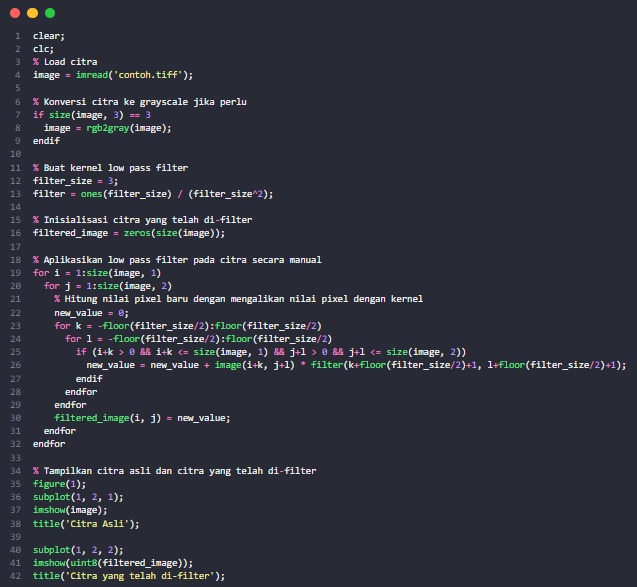 1 clear;
2 clc;
3 % Load citra
4 image = imread('contoh.tiff');
5
6 % Konversi citra ke grayscale jika perlu
7 if size(image, 3) == 3
8   image = rgb2gray(image);
9 endif
10
11 % Buat kernel low pass filter
12 filter_size = 3;
13 filter = ones(filter_size) / (filter_size^2);
14
15 % Inisialisasi citra yang telah di-filter
16 filtered_image = zeros(size(image));
17
18 % Aplikasikan low pass filter pada citra secara manual
19 for i = 1:size(image, 1)
20   for j = 1:size(image, 2)
21     % Hitung nilai pixel baru dengan mengalikan nilai pixel dengan kernel
22     new_value = 0;
23     for k = -floor(filter_size/2):floor(filter_size/2)
24       for l = -floor(filter_size/2):floor(filter_size/2)
25         if (i+k > 0 && i+k <= size(image, 1) && j+l > 0 && j+l <= size(image, 2))
26           new_value = new_value + image(i+k, j+l) * filter(k+floor(filter_size/2)+1, l+floor(filter_size/2)+1);
27         endif
28       endfor
29     endfor
30     filtered_image(i, j) = new_value;
31   endfor
32 endfor
33
34 % Tampilkan citra asli dan citra yang telah di-filter
35 figure(1);
36 subplot(1, 2, 1);
37 imshow(image);
38 title('Citra Asli');
39
40 subplot(1, 2, 2);
41 imshow(uint8(filtered_image));
42 title('Citra yang telah di-filter');